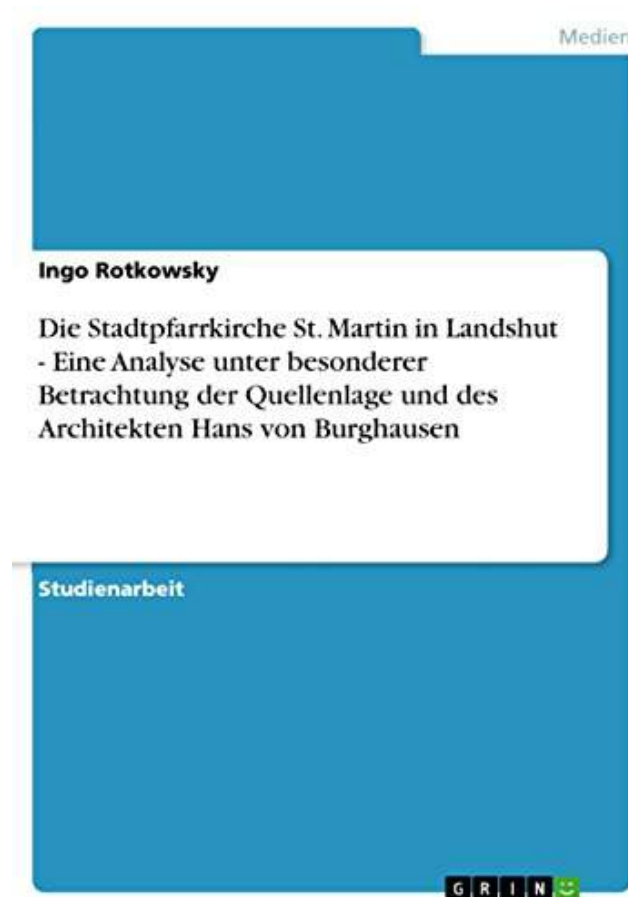 Medien
Ingo Rotkowsky
Die Stadtpfarrkirche St. Martin in Landshut
- Eine Analyse unter besonderer
Betrachtung der Quellenlage und des
Architekten Hans von Burghausen
Studienarbeit
GRIN